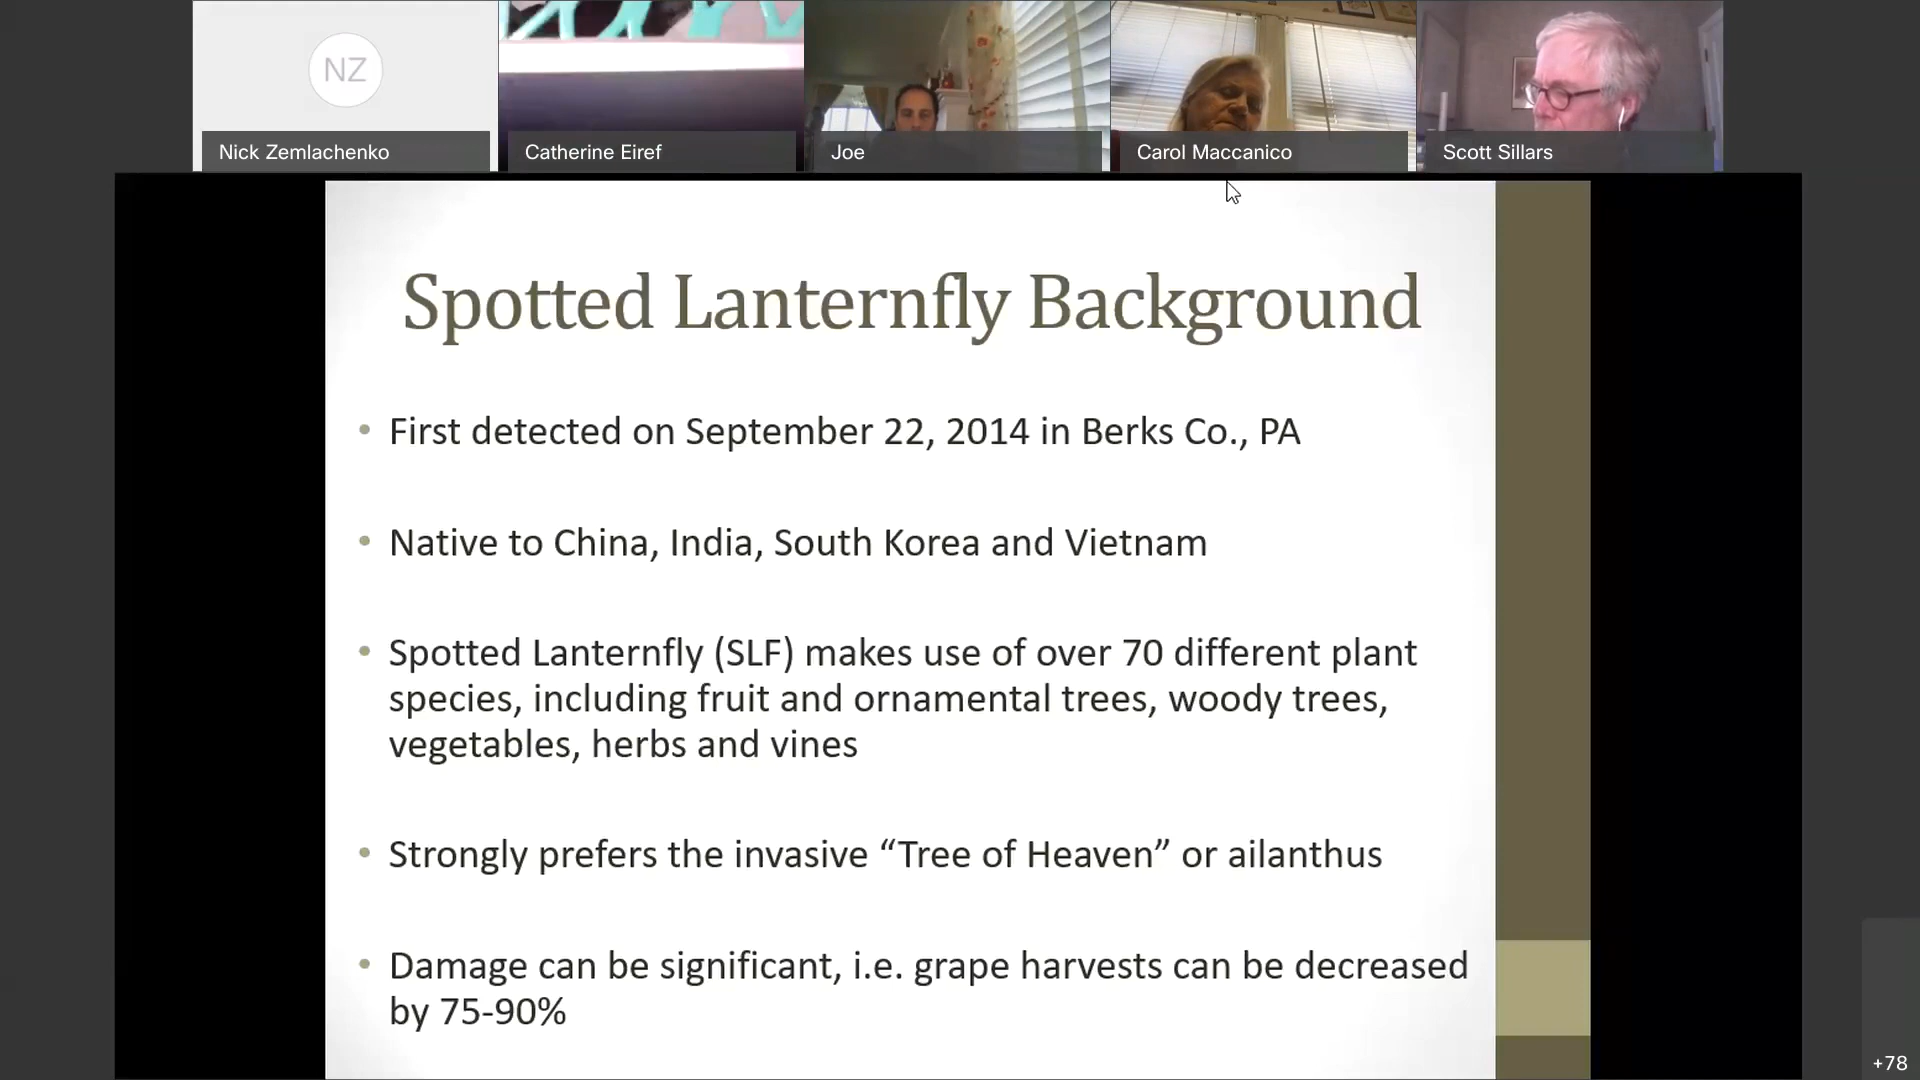 NZ
Nick Zemlachenko
Catherine Eiref
Joe
Carol Maccanico
Scott Sillars
Spotted Lanternfly Background
• First detected on September 22, 2014 in Berks Co., PA
• Native to China, India, South Korea and Vietnam
• Spotted Lanternfly (SLF) makes use of over 70 different plant
species, including fruit and ornamental trees, woody trees,
vegetables, herbs and vines
• Strongly prefers the invasive “Tree of Heaven” or ailanthus
• Damage can be significant, i.e. grape harvests can be decreased
by 75-90%
+78